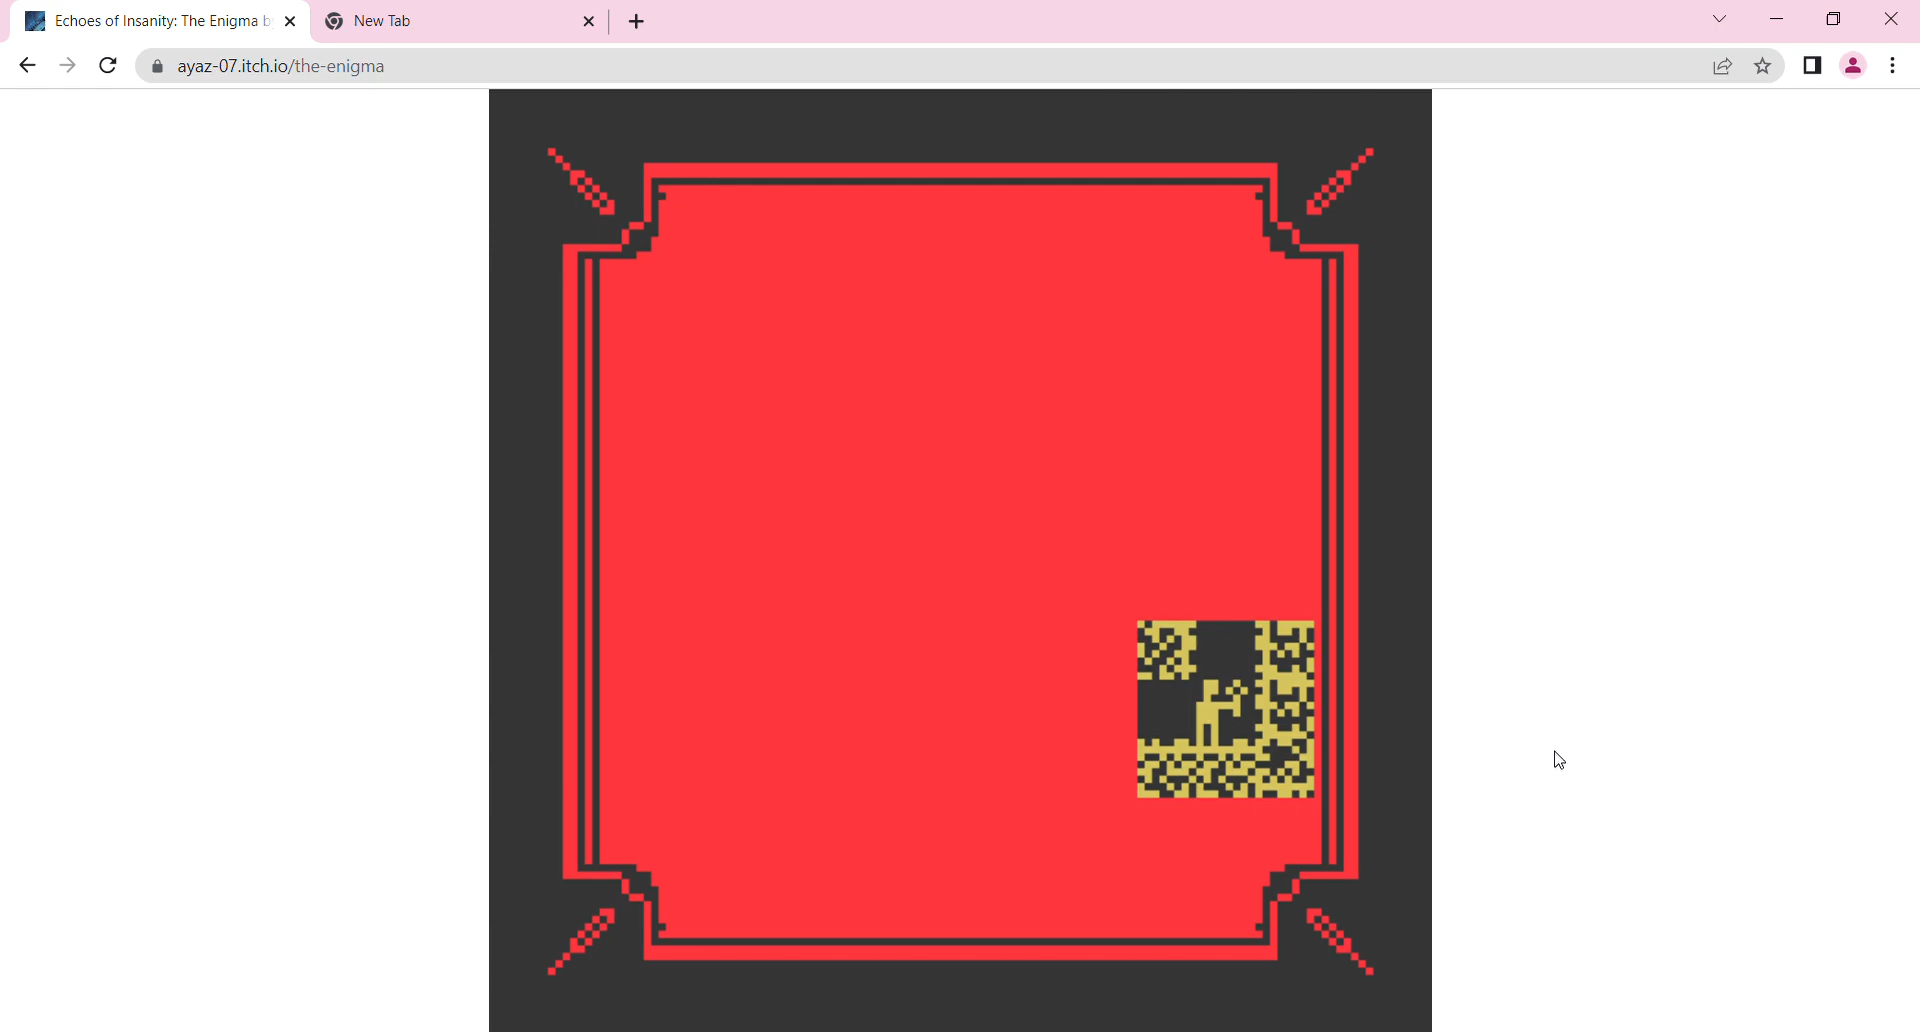 Echoes of Insanity: The Enigma b
New Tab
ayaz-07.itch.io/the-enigma